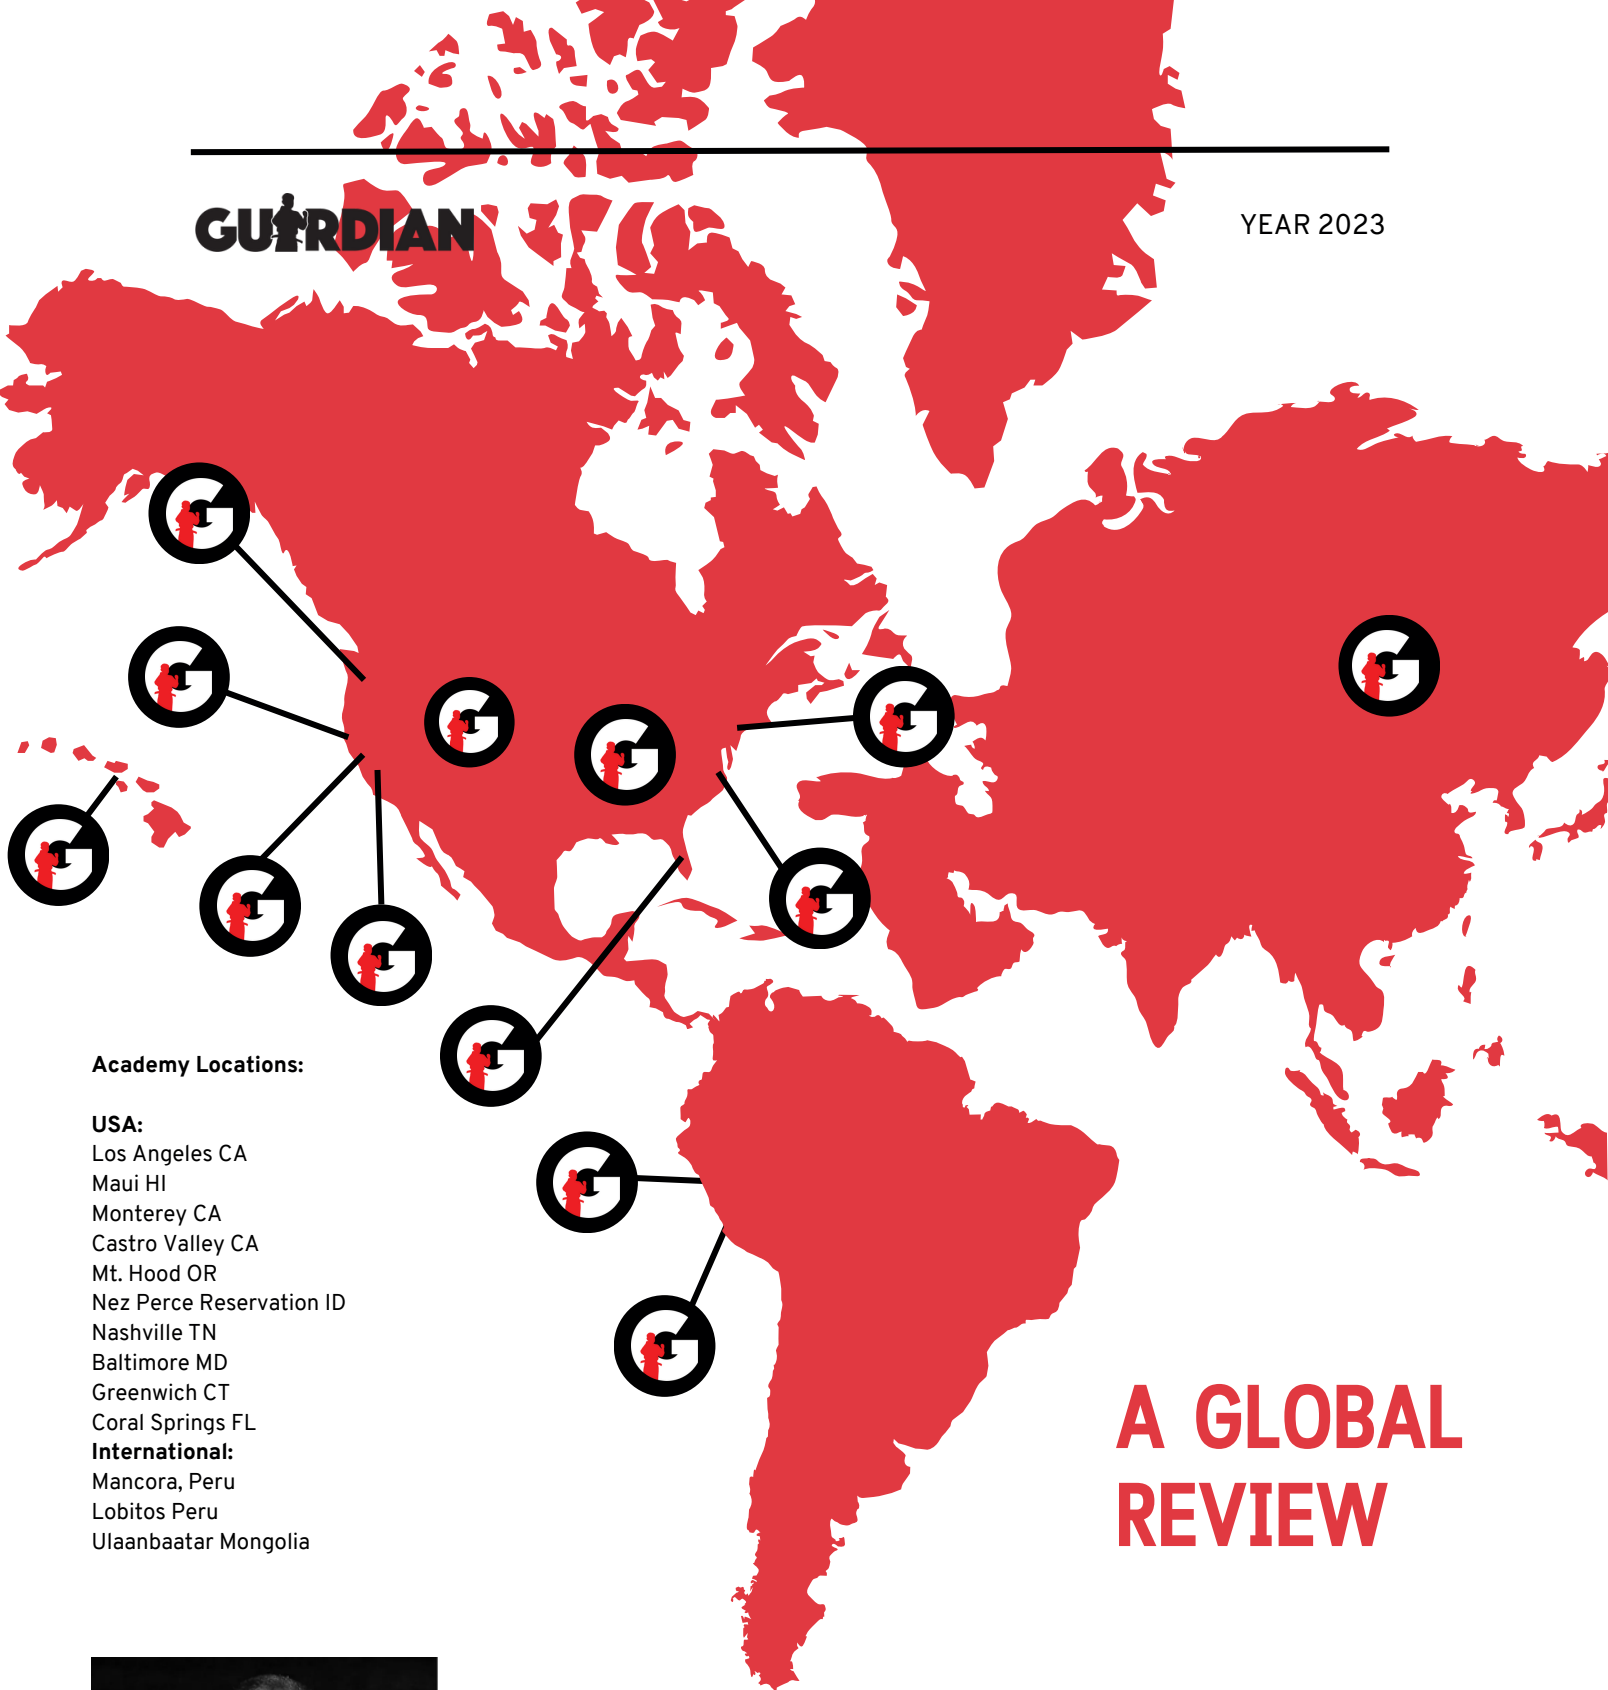 GUARDIAN
YEAR 2023
Academy Locations:
USA:
Los Angeles CA
Maui HI
Monterey CA
Castro Valley CA
Mt. Hood OR
Nez Perce Reservation ID
Nashville TN
Baltimore MD
Greenwich CT
Coral Springs FL
International:
Mancora, Peru
Lobitos Peru
Ulaanbaatar Mongolia
A GLOBAL
REVIEW